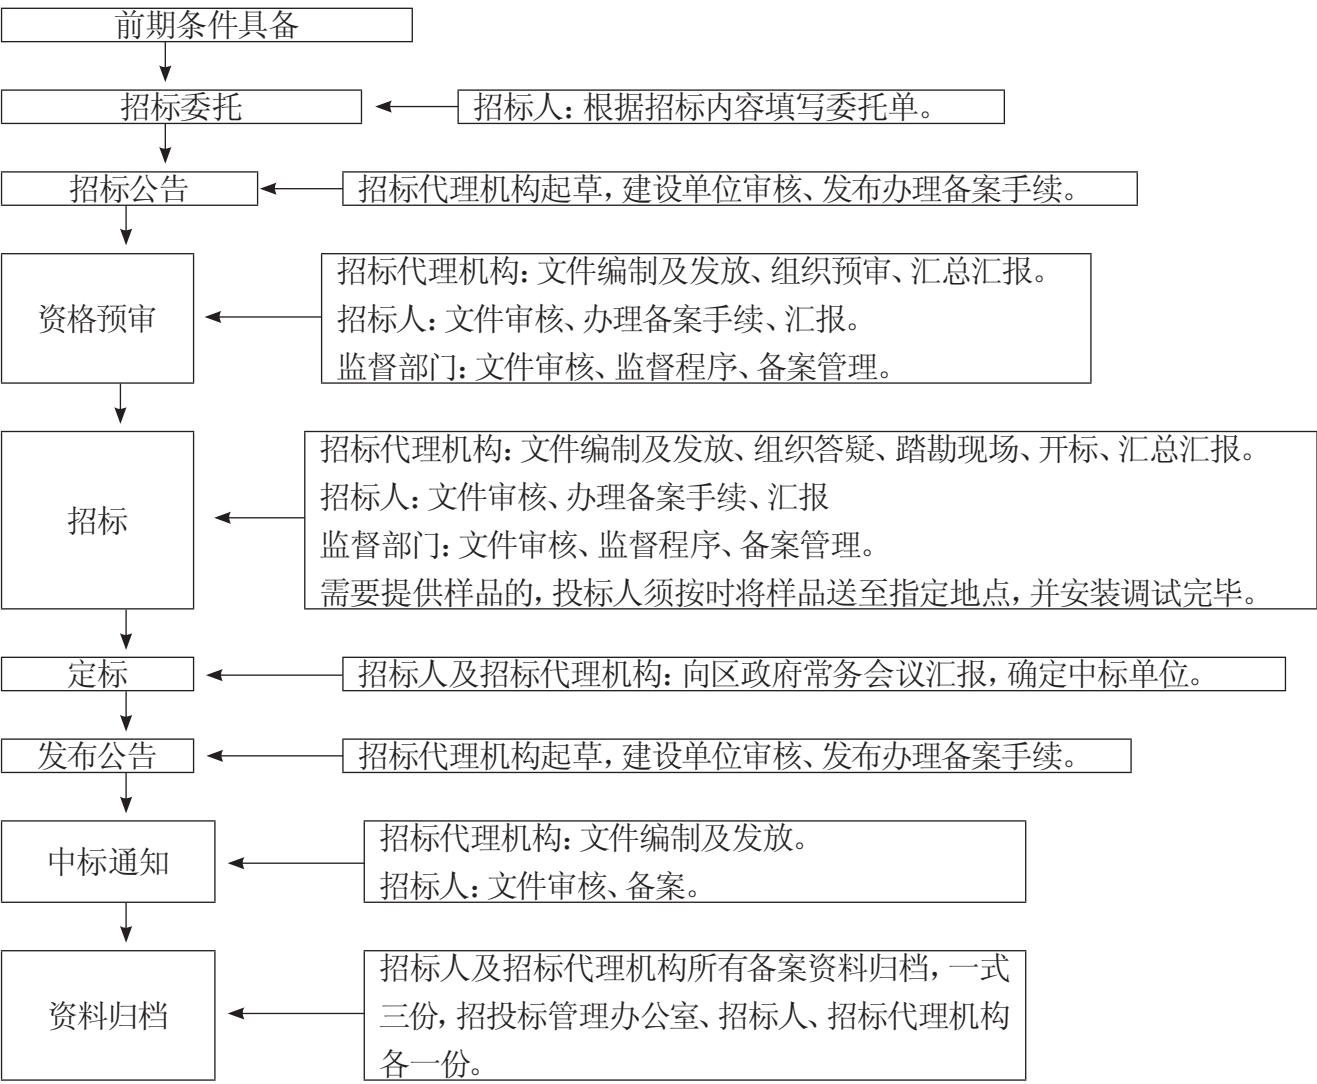 前期条件具备
招标委托
招标人：根据招标内容填写委托单。
招标公告
招标代理机构起草，建设单位审核、发布办理备案手续。
资格预审
招标代理机构：文件编制及发放、组织预审、汇总汇报。
招标人：文件审核、办理备案手续、汇报。
监督部门：文件审核、监督程序、备案管理。
招标
招标代理机构：文件编制及发放、组织答疑、踏勘现场、开标、汇总汇报。
招标人：文件审核、办理备案手续、汇报
监督部门：文件审核、监督程序、备案管理。
需要提供样品的，投标人须按时将样品送至指定地点，并安装调试完毕。
定标
招标人及招标代理机构：向区政府常务会议汇报，确定中标单位。
发布公告
招标代理机构起草，建设单位审核、发布办理备案手续。
中标通知
招标代理机构：文件编制及发放。
招标人：文件审核、备案。
资料归档
招标人及招标代理机构所有备案资料归档，一式
三份，招投标管理办公室、招标人、招标代理机构
各一份。